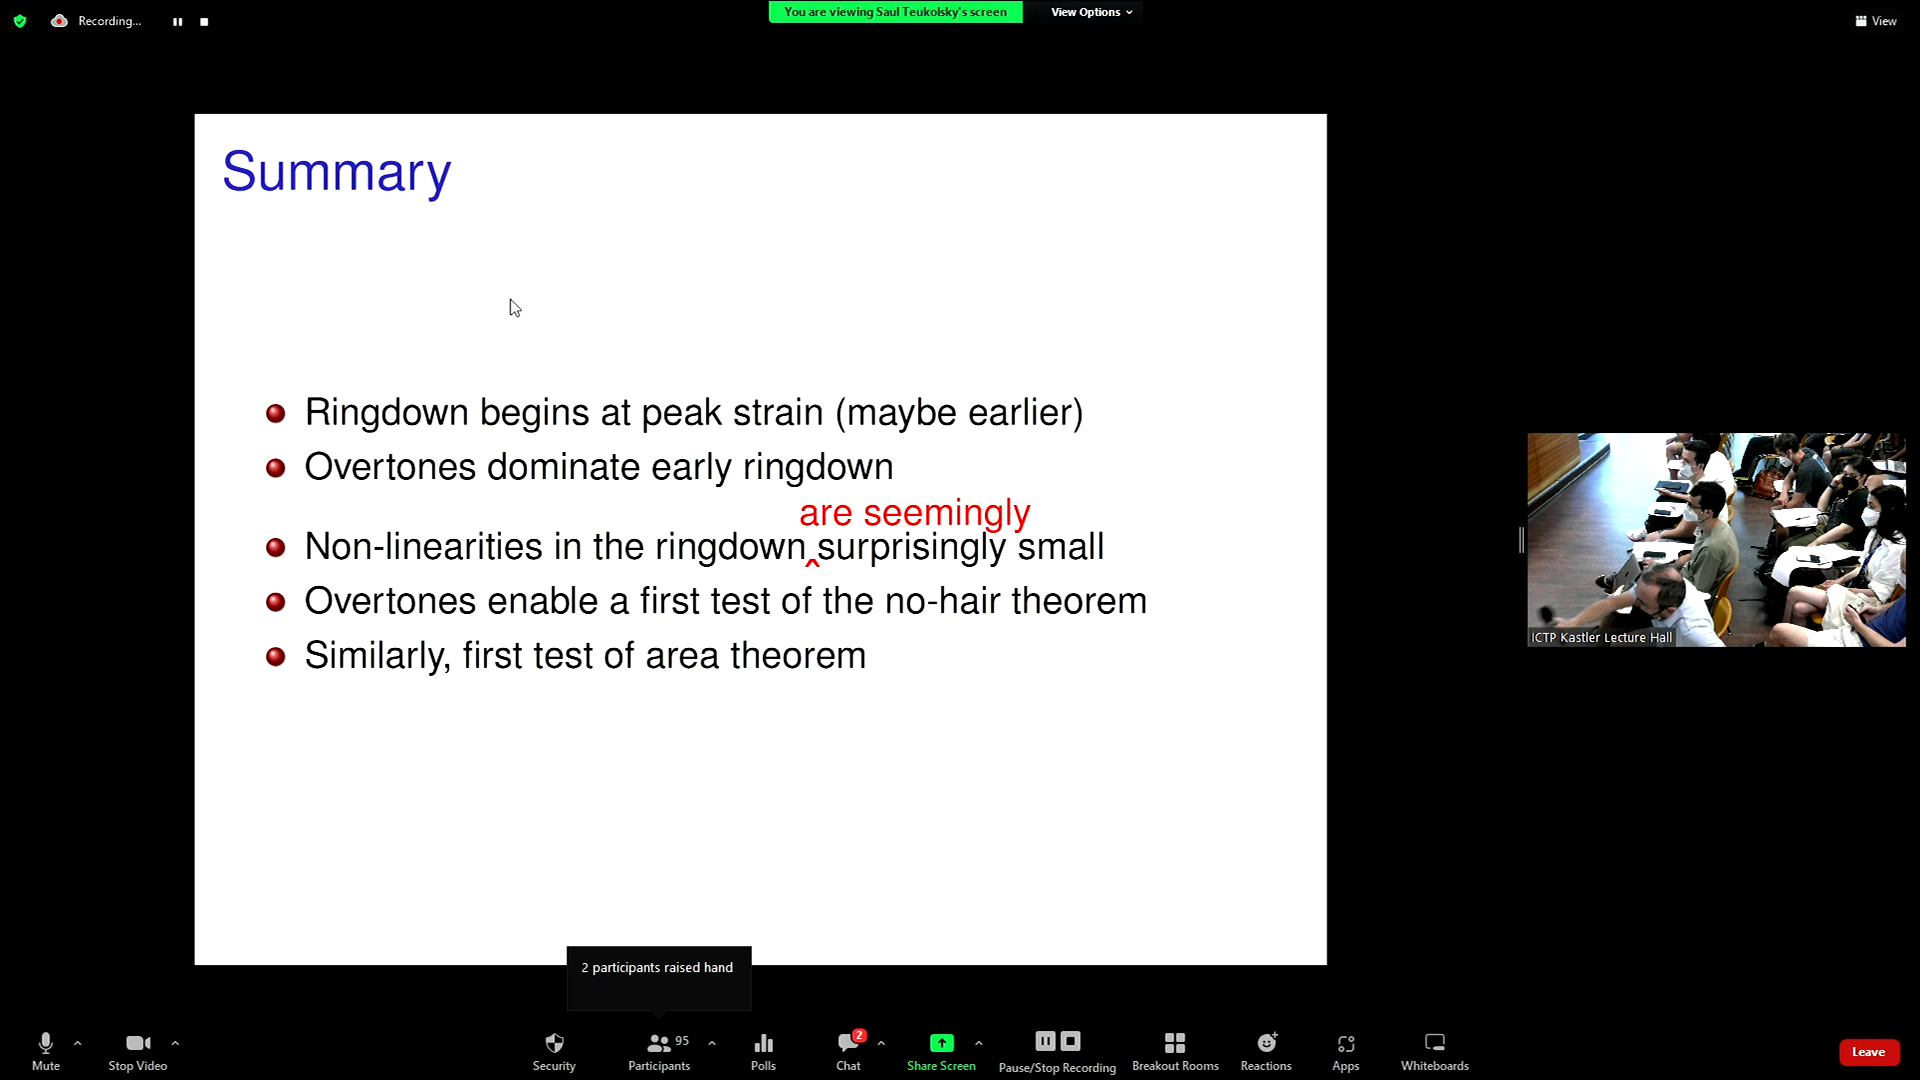 Recording...
You are viewing Saul Teukolsky's screen
View Options
View
Summary
Ringdown begins at peak strain (maybe earlier)
Overtones dominate early ringdown
are seemingly
Non-linearities in the ringdown ^ surprisingly small
Overtones enable a first test of the no-hair theorem
Similarly, first test of area theorem
ICTP Kastler Lecture Hall
2 participants raised hand
Mute
Stop Video
Security
Participants
95
Polls
Chat
2
Share Screen
Pause/Stop Recording
Breakout Rooms
Reactions
Apps
Whiteboards
Leave